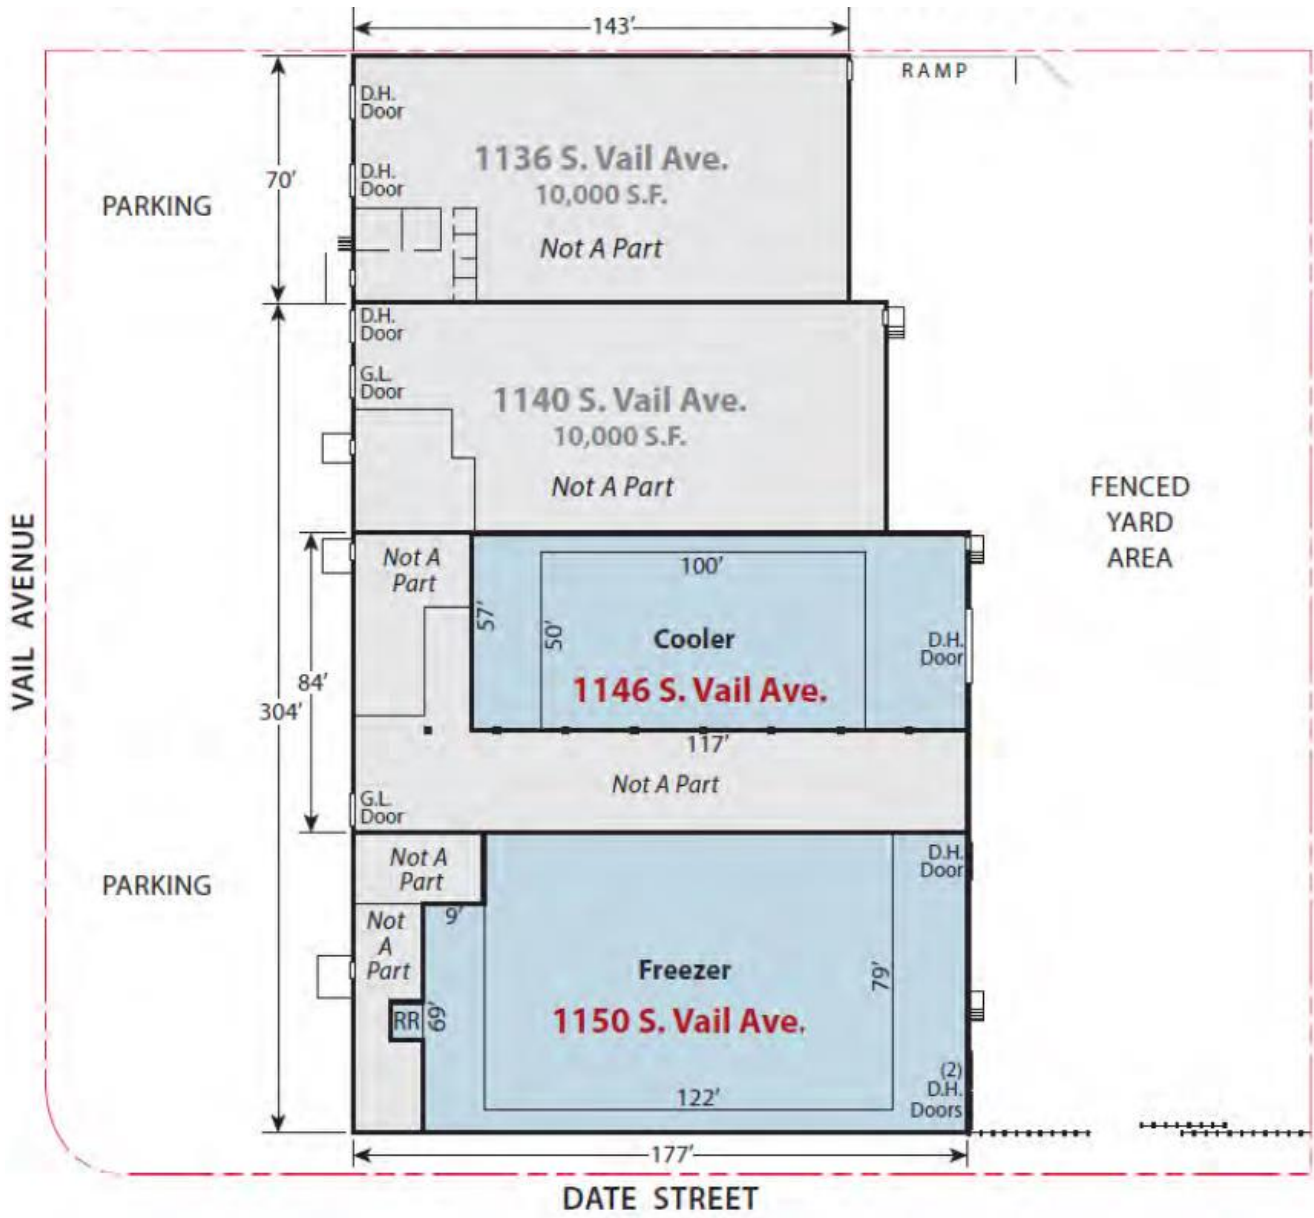 143'
RAMP
D.H.
Door
D.H.
Door
70'
PARKING
1136 S. Vail Ave.
10,000 S.F.
Not A Part
D.H.
Door
G.L.
Door
1140 S. Vail Ave.
10,000 S.F.
Not A Part
FENCED
YARD
AREA
VAIL AVENUE
304'
84'
Not A
Part
57'
100'
50'
Cooler
1146 S. Vail Ave.
D.H.
Door
117'
Not A Part
G.L.
Door
PARKING
Not A
Part
9'
Not
A
Part
RR
69'
Freezer
1150 S. Vail Ave.
79'
122'
D.H.
Door
(2)
D.H.
Doors
177'
DATE STREET